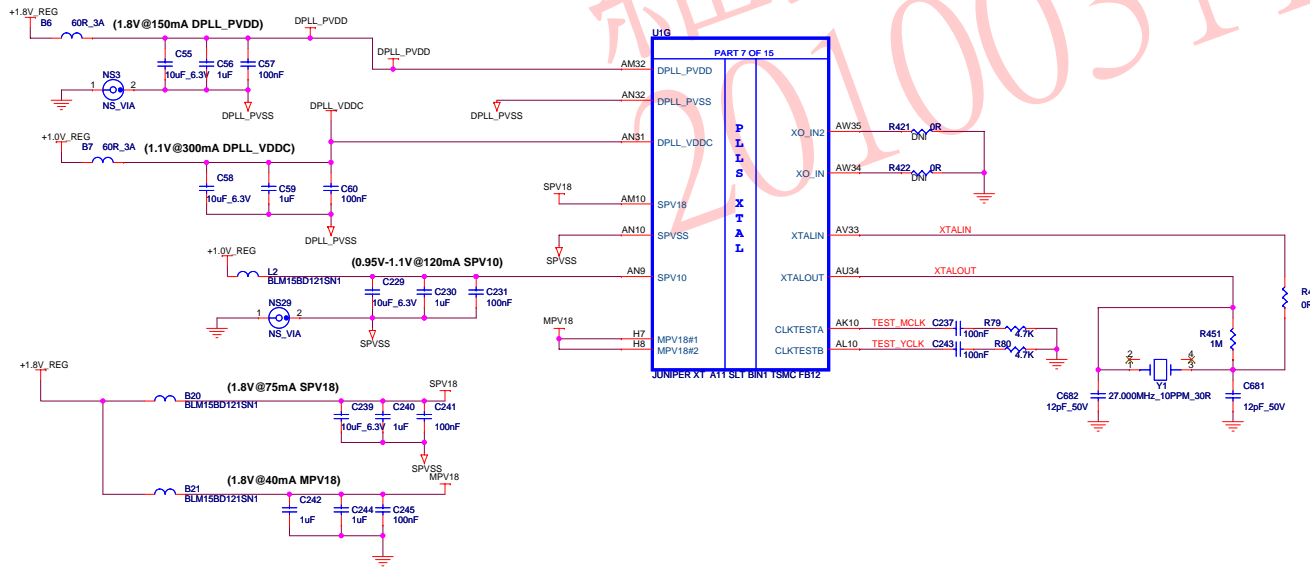 +1.8V_REG
B6 60R_3A (1.8V@150mA DPLL_PVDD)
DPLL_PVDD
DPLL_PVDD
C55
10uF_6.3V
C56
1uF
C57
100nF
1 NS3 2
NS_VIA
DPLL_PVSS
DPLL_VDDC
DPLL_PVSS
+1.0V_REG
B7 60R_3A (1.1V@300mA DPLL_VDDC)
C58
10uF_6.3V
C59
1uF
C60
100nF
DPLL_PVSS
SPV18
SPVSS
+1.0V_REG
L2
BLM15BD121SN1
(0.95V-1.1V@120mA SPV10)
C229
10uF_6.3V
C230
1uF
C231
100nF
1 NS29 2
NS_VIA
SPVSS
MPV18
+1.8V_REG
(1.8V@75mA SPV18)
SPV18
B20
BLM15BD121SN1
C239
10uF_6.3V
C240
1uF
C241
100nF
SPVSS
MPV18
(1.8V@40mA MPV18)
B21
BLM15BD121SN1
C242
1uF
C244
1uF
C245
100nF
U1G
PART 7 OF 15
AM32 DPLL_PVDD
AN32 DPLL_PVSS
AN31 DPLL_VDDC
AM10 SPV18
AN10 SPVSS
AN9 SPV10
H7 MPV18#1
H8 MPV18#2
PLLS XTAL
XO_IN2 AW35 R421 0R
DNI
XO_IN AW34 R422 0R
DNI
XTALIN AV33 XTALIN
XTALOUT AU34 XTALOUT
CLKTESTA AK10 TEST_MCLK C237 100nF R79 4.7K
CLKTESTB AL10 TEST_YCLK C243 100nF R80 4.7K
JUNIPER XT A11 SLT BIN1 TSMC FB12
R451
1M
2 4
1 3
Y1
27.000MHz_10PPM_30R
C682
12pF_50V
C681
12pF_50V